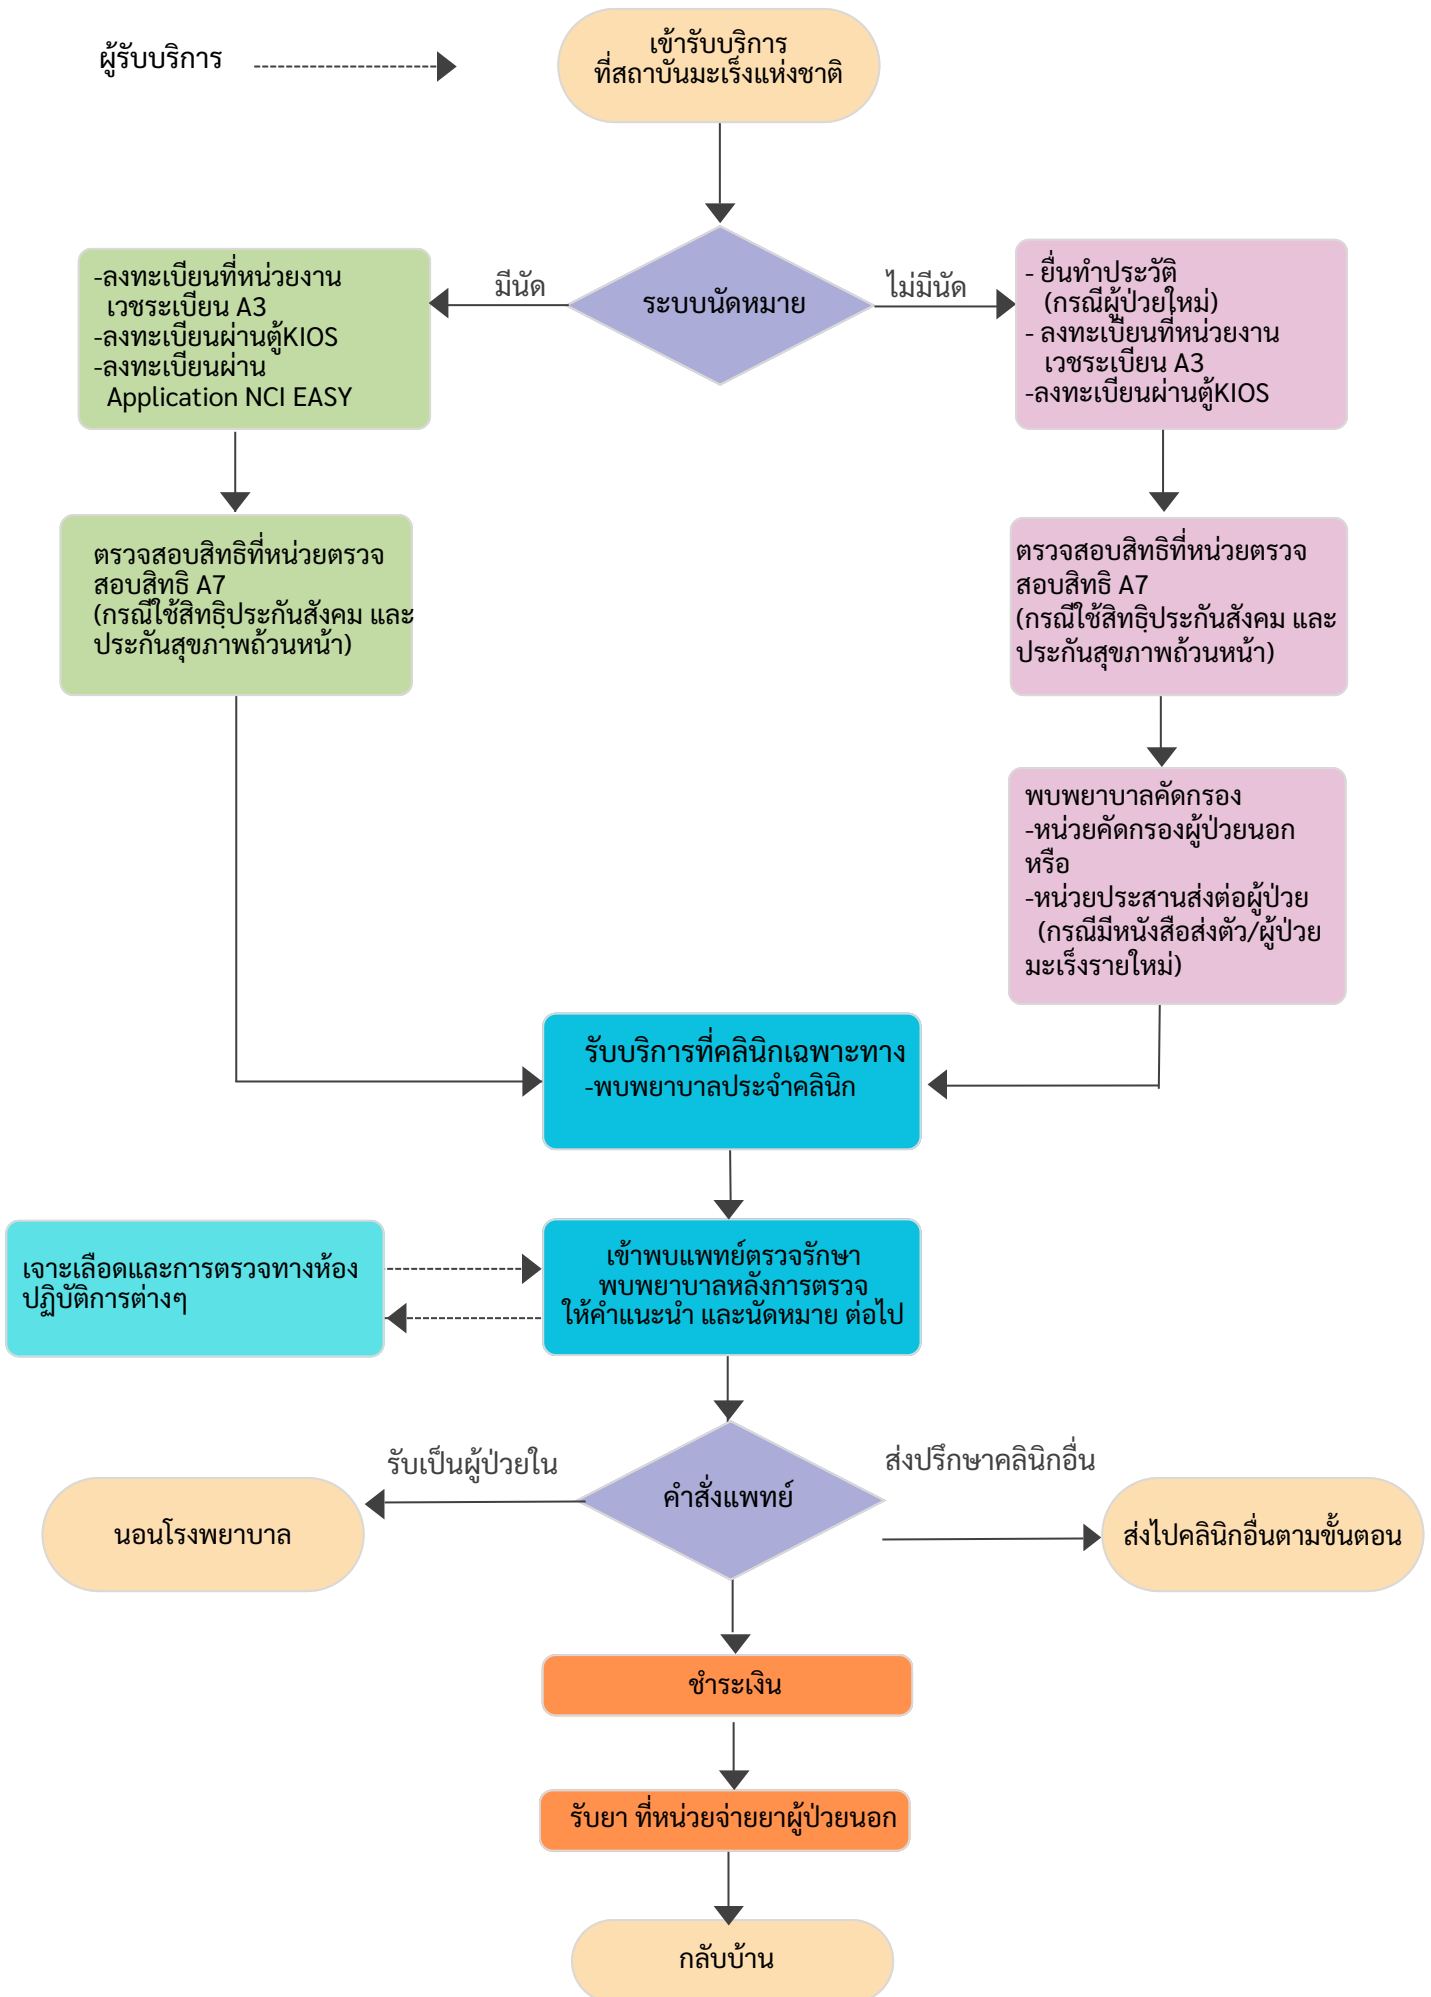 ผู้รับบริการ
เข้ารับบริการ
ที่สถาบันมะเร็งแห่งชาติ
ระบบนัดหมาย
มีนัด
ไม่มีนัด
-ลงทะเบียนที่หน่วยงาน
เวชระเบียน A3
-ลงทะเบียนผ่านตู้KIOS
-ลงทะเบียนผ่าน
Application NCI EASY
- ยื่นทำประวัติ
(กรณีผู้ป่วยใหม่)
- ลงทะเบียนที่หน่วยงาน
เวชระเบียน A3
-ลงทะเบียนผ่านตู้KIOS
ตรวจสอบสิทธิที่หน่วยตรวจ
สอบสิทธิ A7
(กรณีใช้สิทธิฺประกันสังคม และ
ประกันสุขภาพถ้วนหน้า)
ตรวจสอบสิทธิที่หน่วยตรวจ
สอบสิทธิ A7
(กรณีใช้สิทธิฺประกันสังคม และ
ประกันสุขภาพถ้วนหน้า)
พบพยาบาลคัดกรอง
-หน่วยคัดกรองผู้ป่วยนอก
หรือ
-หน่วยประสานส่งต่อผู้ป่วย
(กรณีมีหนังสือส่งตัว/ผู้ป่วย
มะเร็งรายใหม่)
รับบริการที่คลินิกเฉพาะทาง
-พบพยาบาลประจำคลินิก
เจาะเลือดและการตรวจทางห้อง
ปฏิบัติการต่างๆ
เข้าพบแพทย์ตรวจรักษา
พบพยาบาลหลังการตรวจ
ให้คำแนะนำ และนัดหมาย ต่อไป
คำสั่งแพทย์
รับเป็นผู้ป่วยใน
ส่งปรึกษาคลินิกอื่น
นอนโรงพยาบาล
ส่งไปคลินิกอื่นตามขั้นตอน
ชำระเงิน
รับยา ที่หน่วยจ่ายยาผู้ป่วยนอก
กลับบ้าน